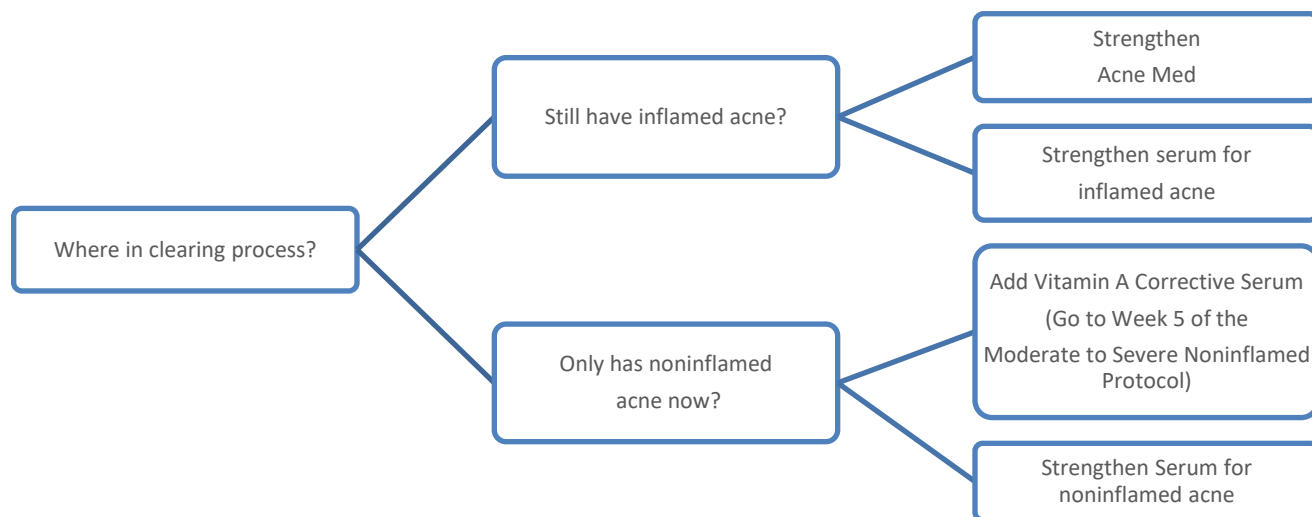 Where in clearing process?
Still have inflamed acne?
Strengthen
Acne Med
Strengthen serum for
inflamed acne
Only has noninflamed
acne now?
Add Vitamin A Corrective Serum
(Go to Week 5 of the
Moderate to Severe Noninflamed
Protocol)
Strengthen Serum for
noninflamed acne